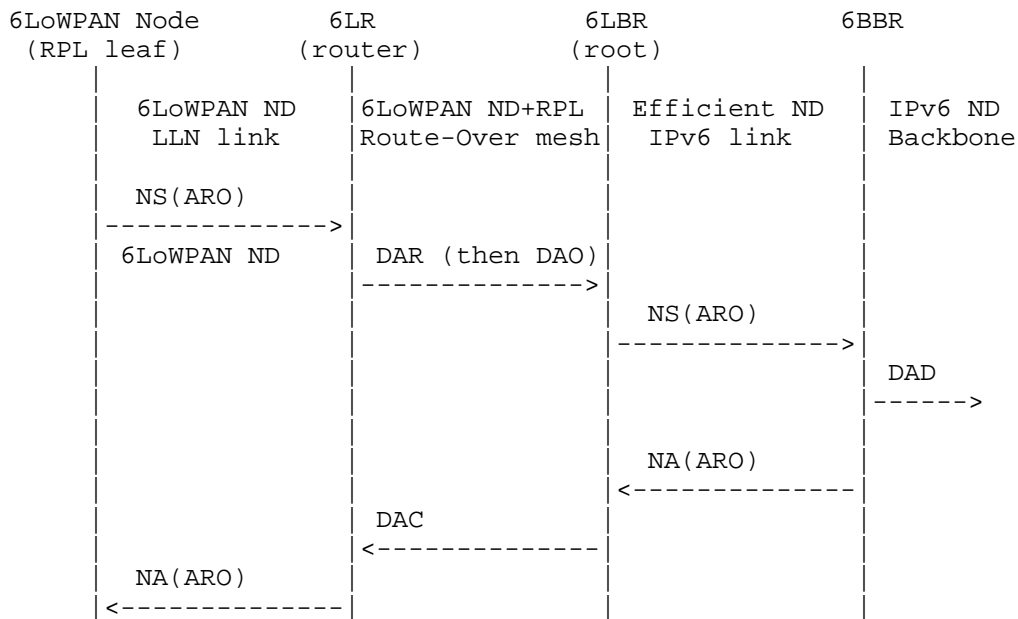 6LoWPAN Node 6LR 6LBR 6BBR
(RPL leaf) (router) (root)
6LoWPAN ND 6LoWPAN ND+RPL Efficient ND IPv6 ND
LLN link Route-Over mesh IPv6 link Backbone
NS(ARO)
6LoWPAN ND DAR (then DAO)
NS(ARO)
DAD
NA(ARO)
DAC
NA(ARO)